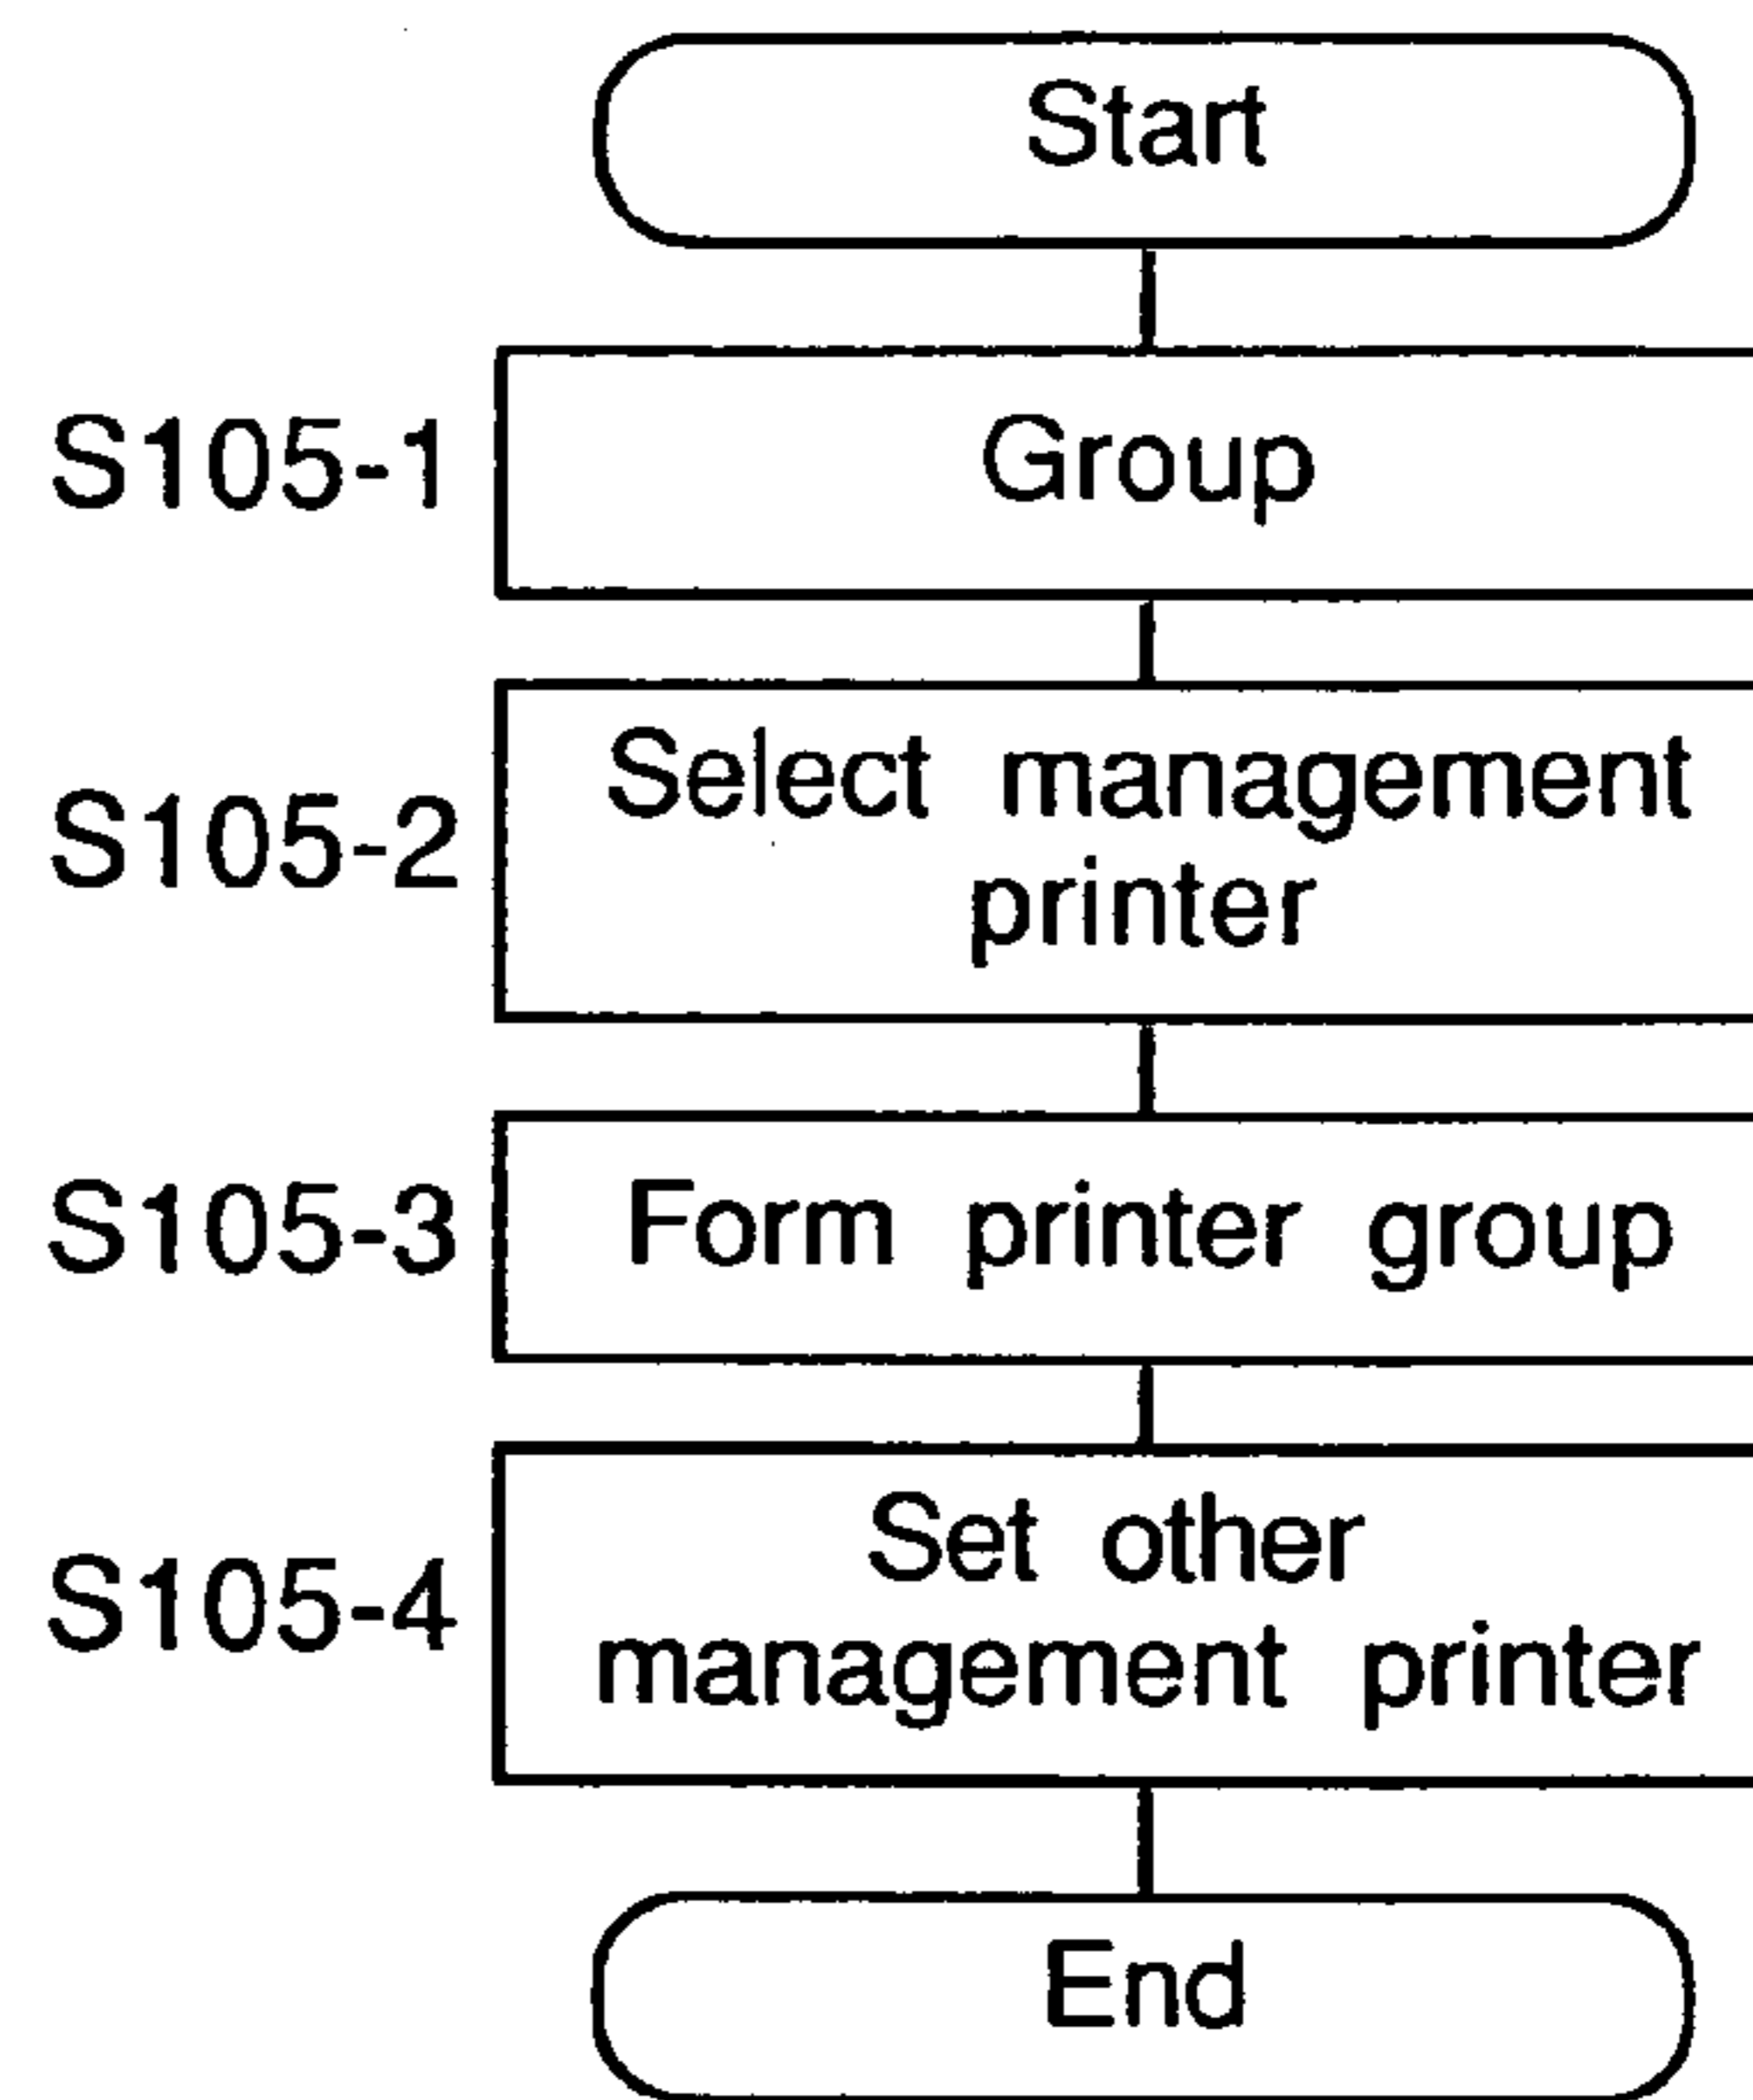 Start
S105-1
Group
S105-2
Select management
printer
S105-3
Form printer group
S105-4
Set other
management printer
End